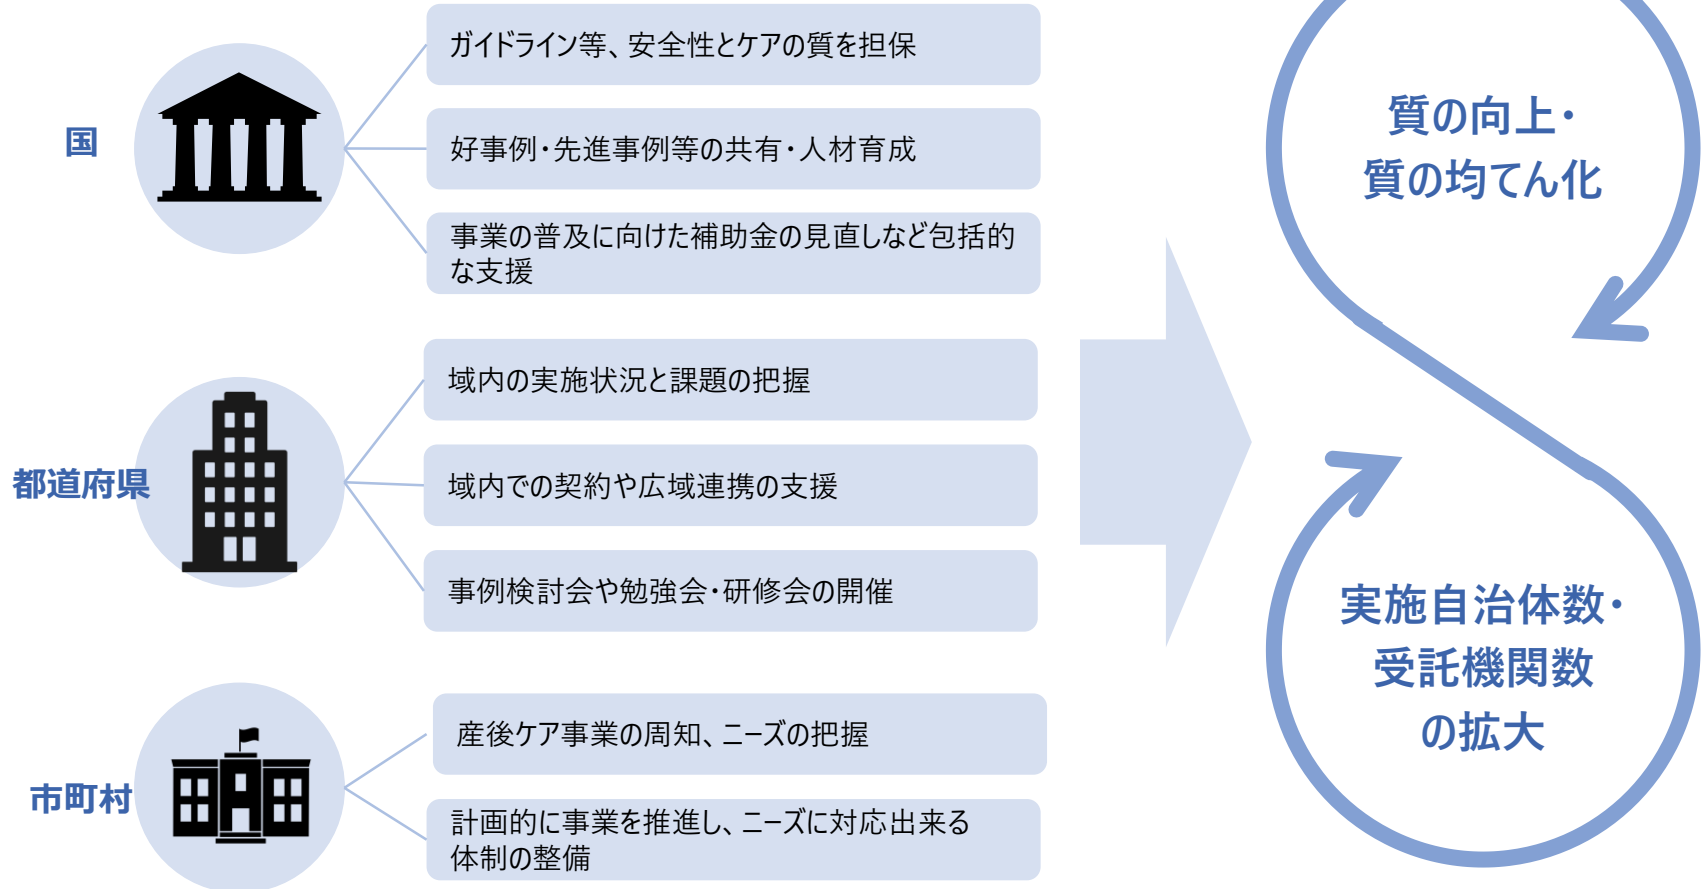 国
ガイドライン等、安全性とケアの質を担保
好事例・先進事例等の共有・人材育成
事業の普及に向けた補助金の見直しなど包括的
な支援
都道府県
域内の実施状況と課題の把握
域内での契約や広域連携の支援
事例検討会や勉強会・研修会の開催
市町村
産後ケア事業の周知、ニーズの把握
計画的に事業を推進し、ニーズに対応出来る
体制の整備
質の向上・
質の均てん化
実施自治体数・
受託機関数
の拡大